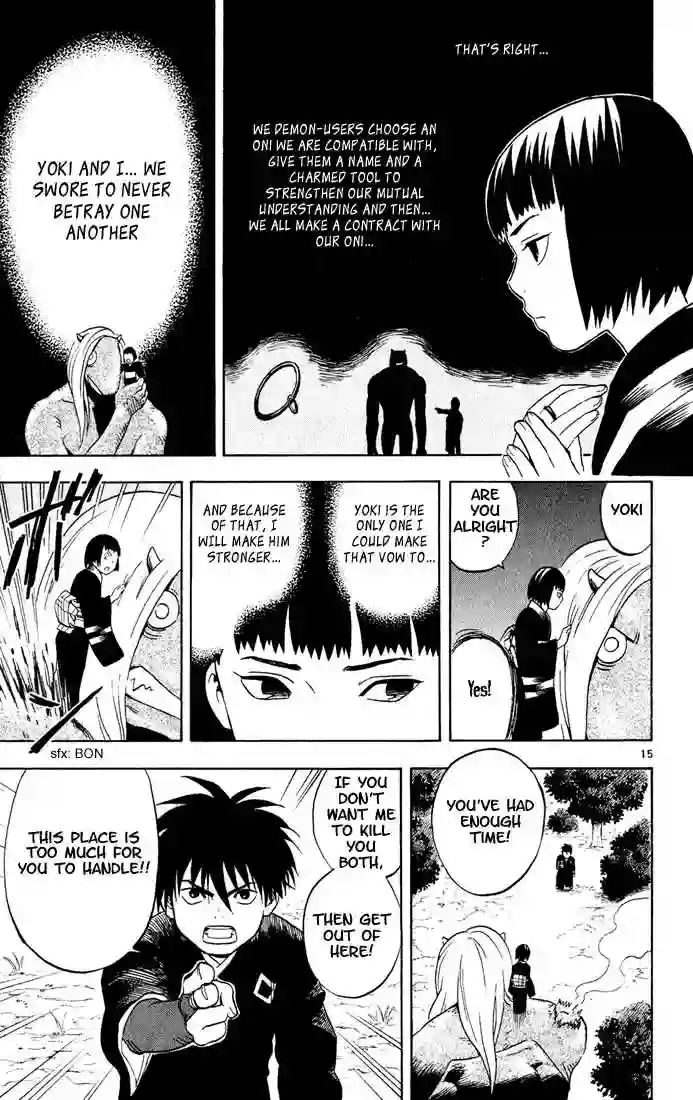 THAT'S RIGHT...
WE DEMON-USERS CHOOSE AN
ONI WE ARE COMPATIBLE WITH,
GIVE THEM A NAME AND A
CHARMED TOOL TO
STRENGTHEN OUR MUTUAL
UNDERSTANDING AND THEN...
WE ALL MAKE A CONTRACT WITH
OUR ONI...
YOKI AND I... WE
SWORE TO NEVER
BETRAY ONE
ANOTHER
YOKI
ARE
YOU
ALRIGHT
?
Yes!
YOKI IS THE
ONLY ONE I
COULD MAKE
THAT VOW TO...
AND BECAUSE
OF THAT, I
WILL MAKE HIM
STRONGER...
sfx: BON
15
YOU'VE HAD
ENOUGH
TIME!
IF YOU
DON'T
WANT ME
TO KILL
YOU
BOTH,
THEN GET
OUT OF
HERE!
THIS PLACE IS
TOO MUCH FOR
YOU TO HANDLE!!